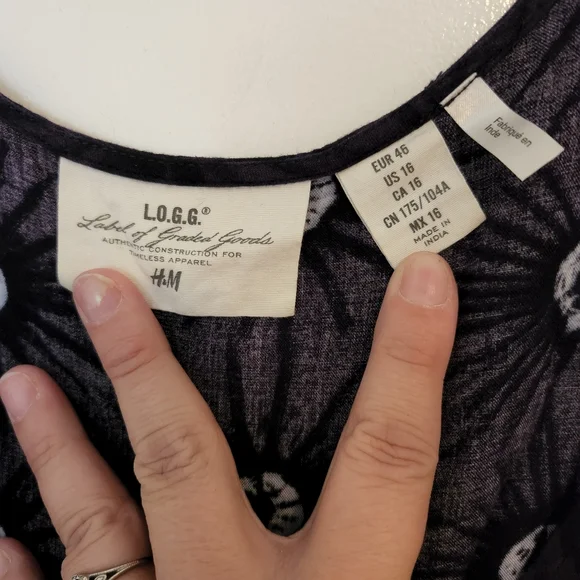 L.O.G.G.®
Label of Graded Goods
AUTHENTIC CONSTRUCTION FOR
TIMELESS APPAREL
H&M
EUR 46
US 16
CA 16
CN 175/104A
MX 16
MADE IN
INDIA
Fabriqué en
Inde